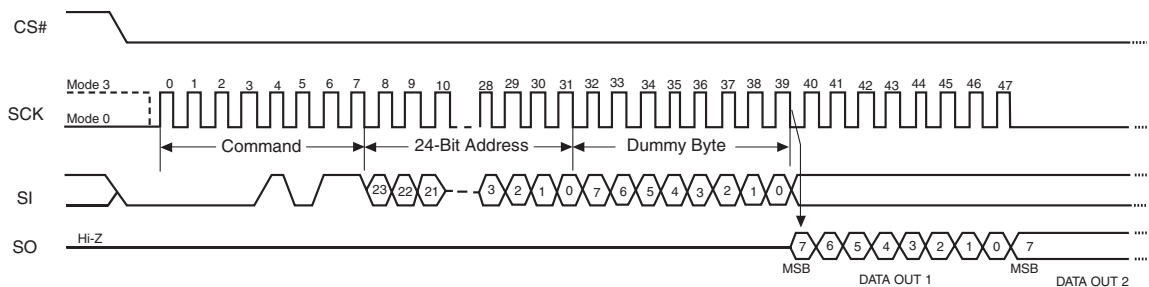 CS#
Mode 3
0 1 2 3 4 5 6 7 8 9 10 28 29 30 31 32 33 34 35 36 37 38 39 40 41 42 43 44 45 46 47
SCK
Mode 0
Command 24-Bit Address Dummy Byte
SI
23 22 21 3 2 1 0 7 6 5 4 3 2 1 0
Hi-Z
SO
7 6 5 4 3 2 1 0 7
MSB DATA OUT 1 MSB DATA OUT 2